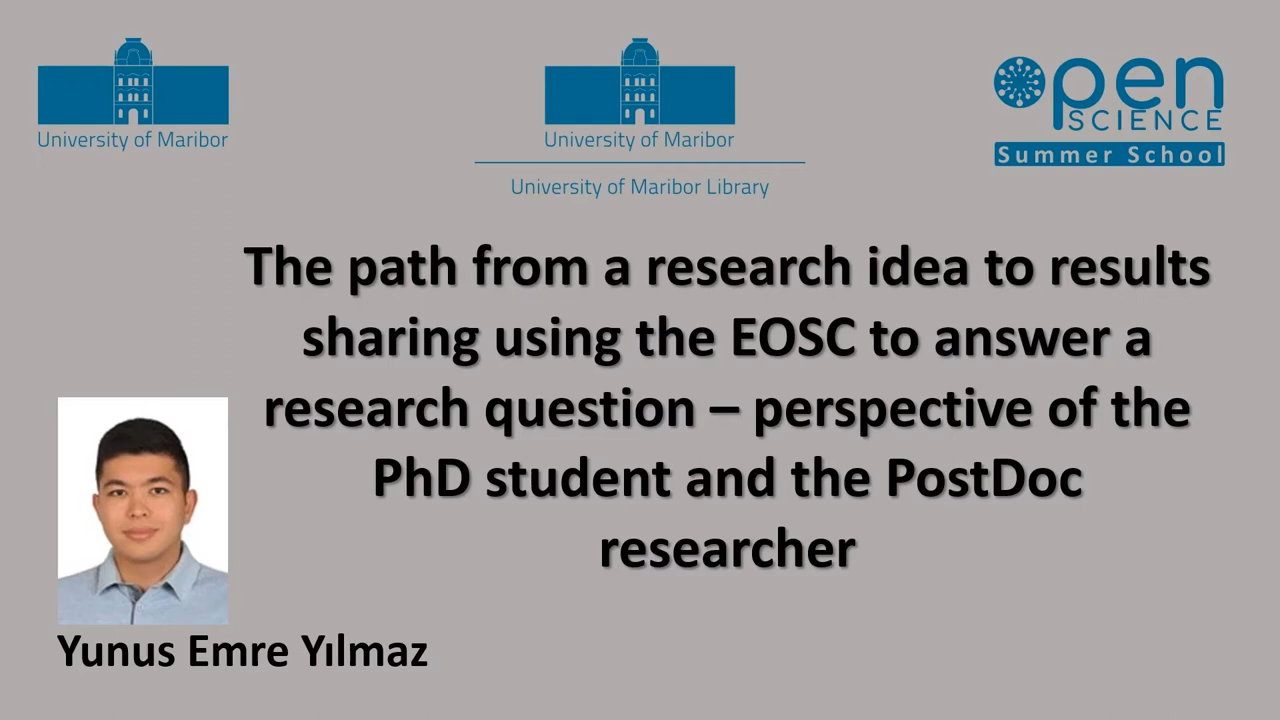 University of Maribor
University of Maribor
University of Maribor Library
Open
SCIENCE
Summer School
The path from a research idea to results
sharing using the EOSC to answer a
research question – perspective of the
PhD student and the PostDoc
researcher
Yunus Emre Yılmaz